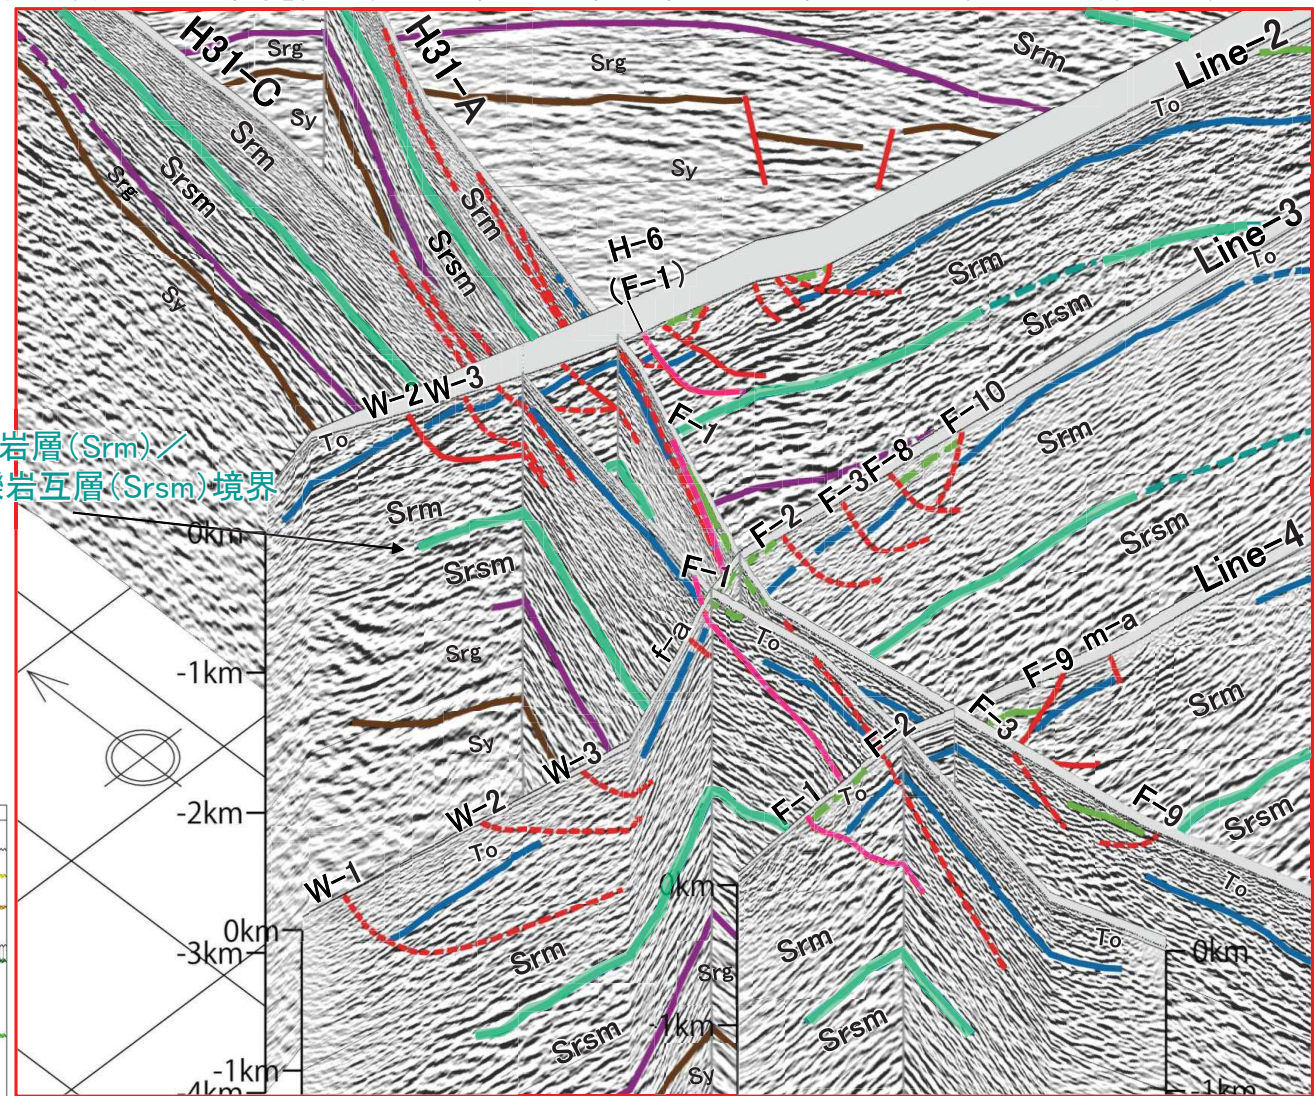 H31-C
H31-A
Srg
Srg
Srm
Line-2
To
Sy
Srm
Sy
Srg
Srsm
Srm
Srsm
Sy
H-6
(F-1)
Srm
Line-3
To
Srsm
W-2
W-3
To
F-1
F-10
F-8
F-3
F-2
Srm
岩層(Srm)/
岩互層(Srsm)境界
0km
Srm
Srsm
Srsm
Line-4
F-1
f-a
To
Srg
-1km
m-a
F-9
F-3
Srm
Sy
W-3
F-2
F-1
To
-2km
W-2
To
F-9
Srsm
W-1
0km
To
0km
-3km
Srm
Srm
To
0km
Srg
Srsm
Srsm
-1km
-1km
Sy
-4km
-1km